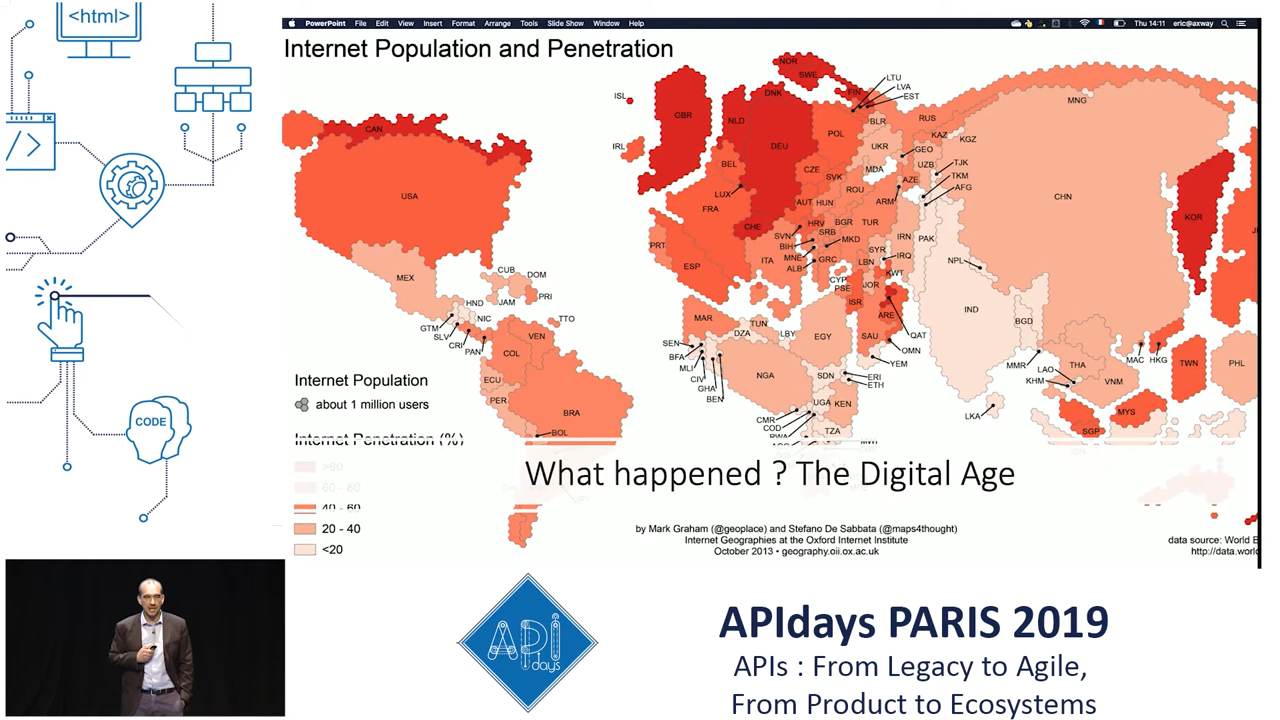 <html>
PowerPoint File Edit View Insert Format Arrange Tools Slide Show Window Help Thu 14:11 eric@axway
Internet Population and Penetration
NOR
SWE
FIN
LTU
LVA
EST
ISL
GBR
DNK
NLD
DEU
POL
BLR
RUS
MNG
CAN
IRL
UKR
KAZ
KGZ
GEO
</>
BEL
CZE
SVK
MDA
UZB
TJK
TKM
AFG
AZE
USA
LUX
FRA
AUT
HUN
ROU
ARM
CHN
KOR
CHE
SVN
HRV
BGR
TUR
SRB
BIH
MKD
IRN
PAK
PRT
ESP
ITA
MNE
ALB
GRC
SYR
IRQ
LBN
NPL
MEX
CUB
DOM
CYP
PSE
JOR
KWT
HND
JAM
PRI
ISR
ARE
IND
GTM
SLV
NIC
TTO
MAR
TUN
DZA
LBY
EGY
SAU
QAT
BGD
CRI
PAN
VEN
COL
SEN
BFA
MLI
CIV
GHA
BEN
OMN
YEM
MMR
LAO
KHM
THA
MAC
HKG
TWN
PHL
VNM
Internet Population
about 1 million users
ECU
PER
BRA
BOL
NGA
SDN
ERI
ETH
UGA
KEN
CMR
COD
RWA
TZA
LKA
MYS
SGP
CODE
Internet Penetration (%)
>80
60 - 80
What happened ? The Digital Age
40 - 60
20 - 40
<20
by Mark Graham (@geoplace) and Stefano De Sabbata (@maps4thought)
Internet Geographies at the Oxford Internet Institute
October 2013 • geography.oii.ox.ac.uk
data source: World B
http://data.world
API
days
APIdays PARIS 2019
APIs : From Legacy to Agile,
From Product to Ecosystems